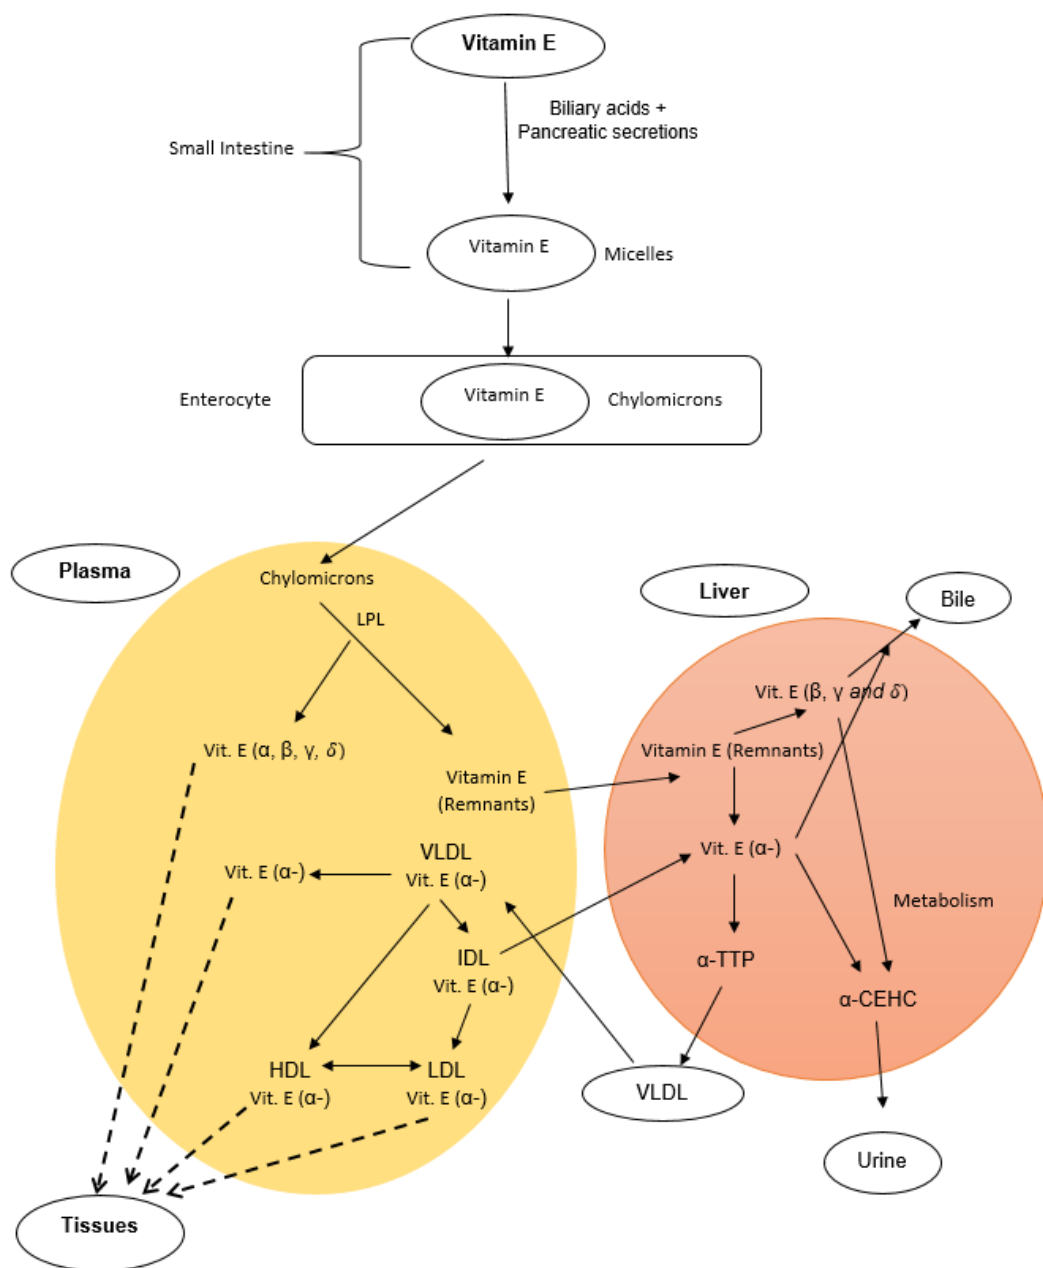 Vitamin E
Biliary acids +
Pancreatic secretions
Small Intestine
Vitamin E
Micelles
Enterocyte
Vitamin E
Chylomicrons
Plasma
Chylomicrons
LPL
Vit. E (α, β, γ, δ)
Vitamin E
(Remnants)
VLDL
Vit. E (α-)
Vit. E (α-)
IDL
Vit. E (α-)
HDL
Vit. E (α-)
LDL
Vit. E (α-)
Tissues
Liver
Bile
Vit. E (β, γ and δ)
Vitamin E (Remnants)
Vit. E (α-)
Metabolism
α-TTP
α-CEHC
VLDL
Urine